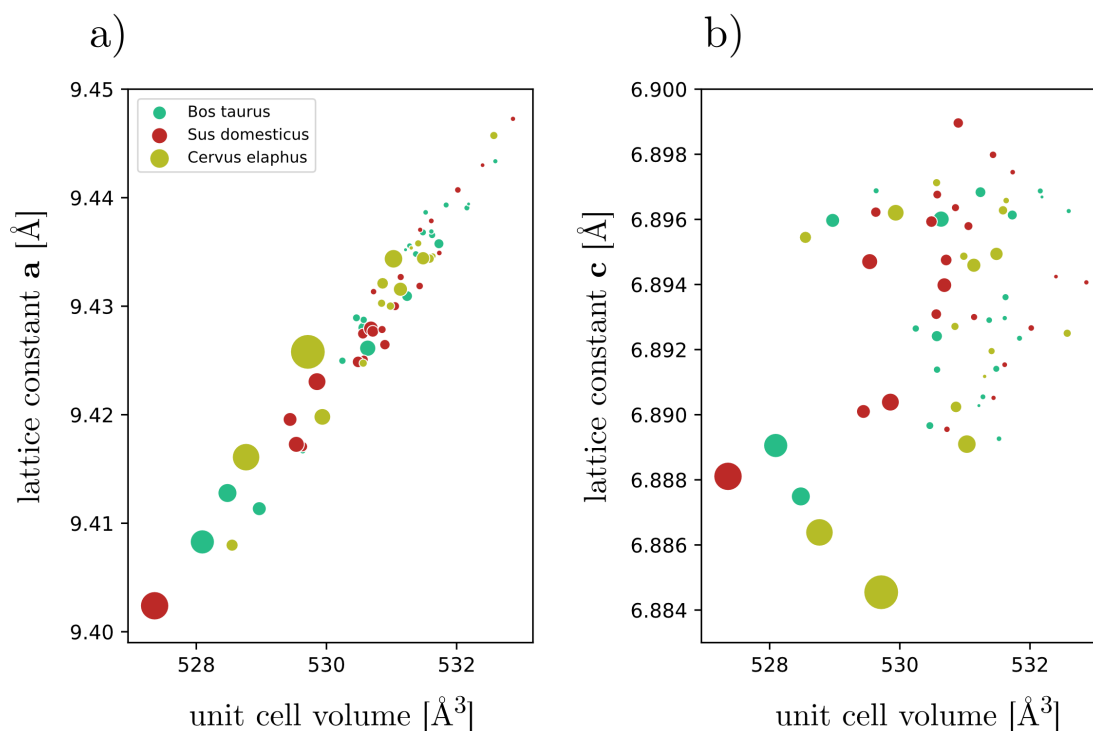 a)
lattice constant a [Å]
9.45
9.44
9.43
9.42
9.41
9.40
Bos taurus
Sus domesticus
Cervus elaphus
528 530 532
unit cell volume [Å³]
b)
lattice constant c [Å]
6.900
6.898
6.896
6.894
6.892
6.890
6.888
6.886
6.884
528 530 532
unit cell volume [Å³]